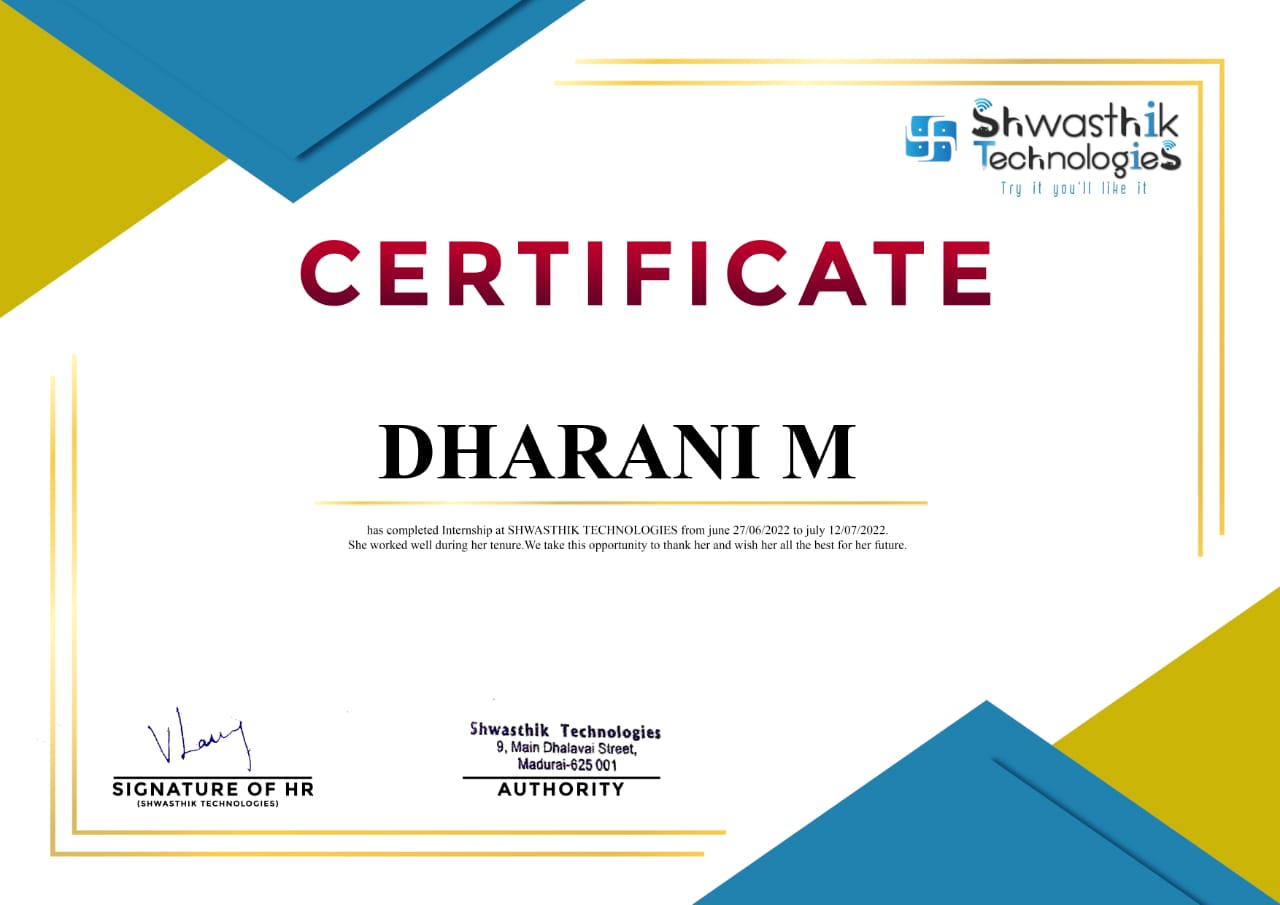 Shwasthik
Technologies
Try it you'll like it
CERTIFICATE
DHARANI M
has completed Internship at SHWASTHIK TECHNOLOGIES from june 27/06/2022 to july 12/07/2022.
She worked well during her tenure.We take this opportunity to thank her and wish her all the best for her future.
Shwasthik Technologies
9, Main Dhalavai Street,
Madurai-625 001
SIGNATURE OF HR
(SHWASTHIK TECHNOLOGIES)
AUTHORITY